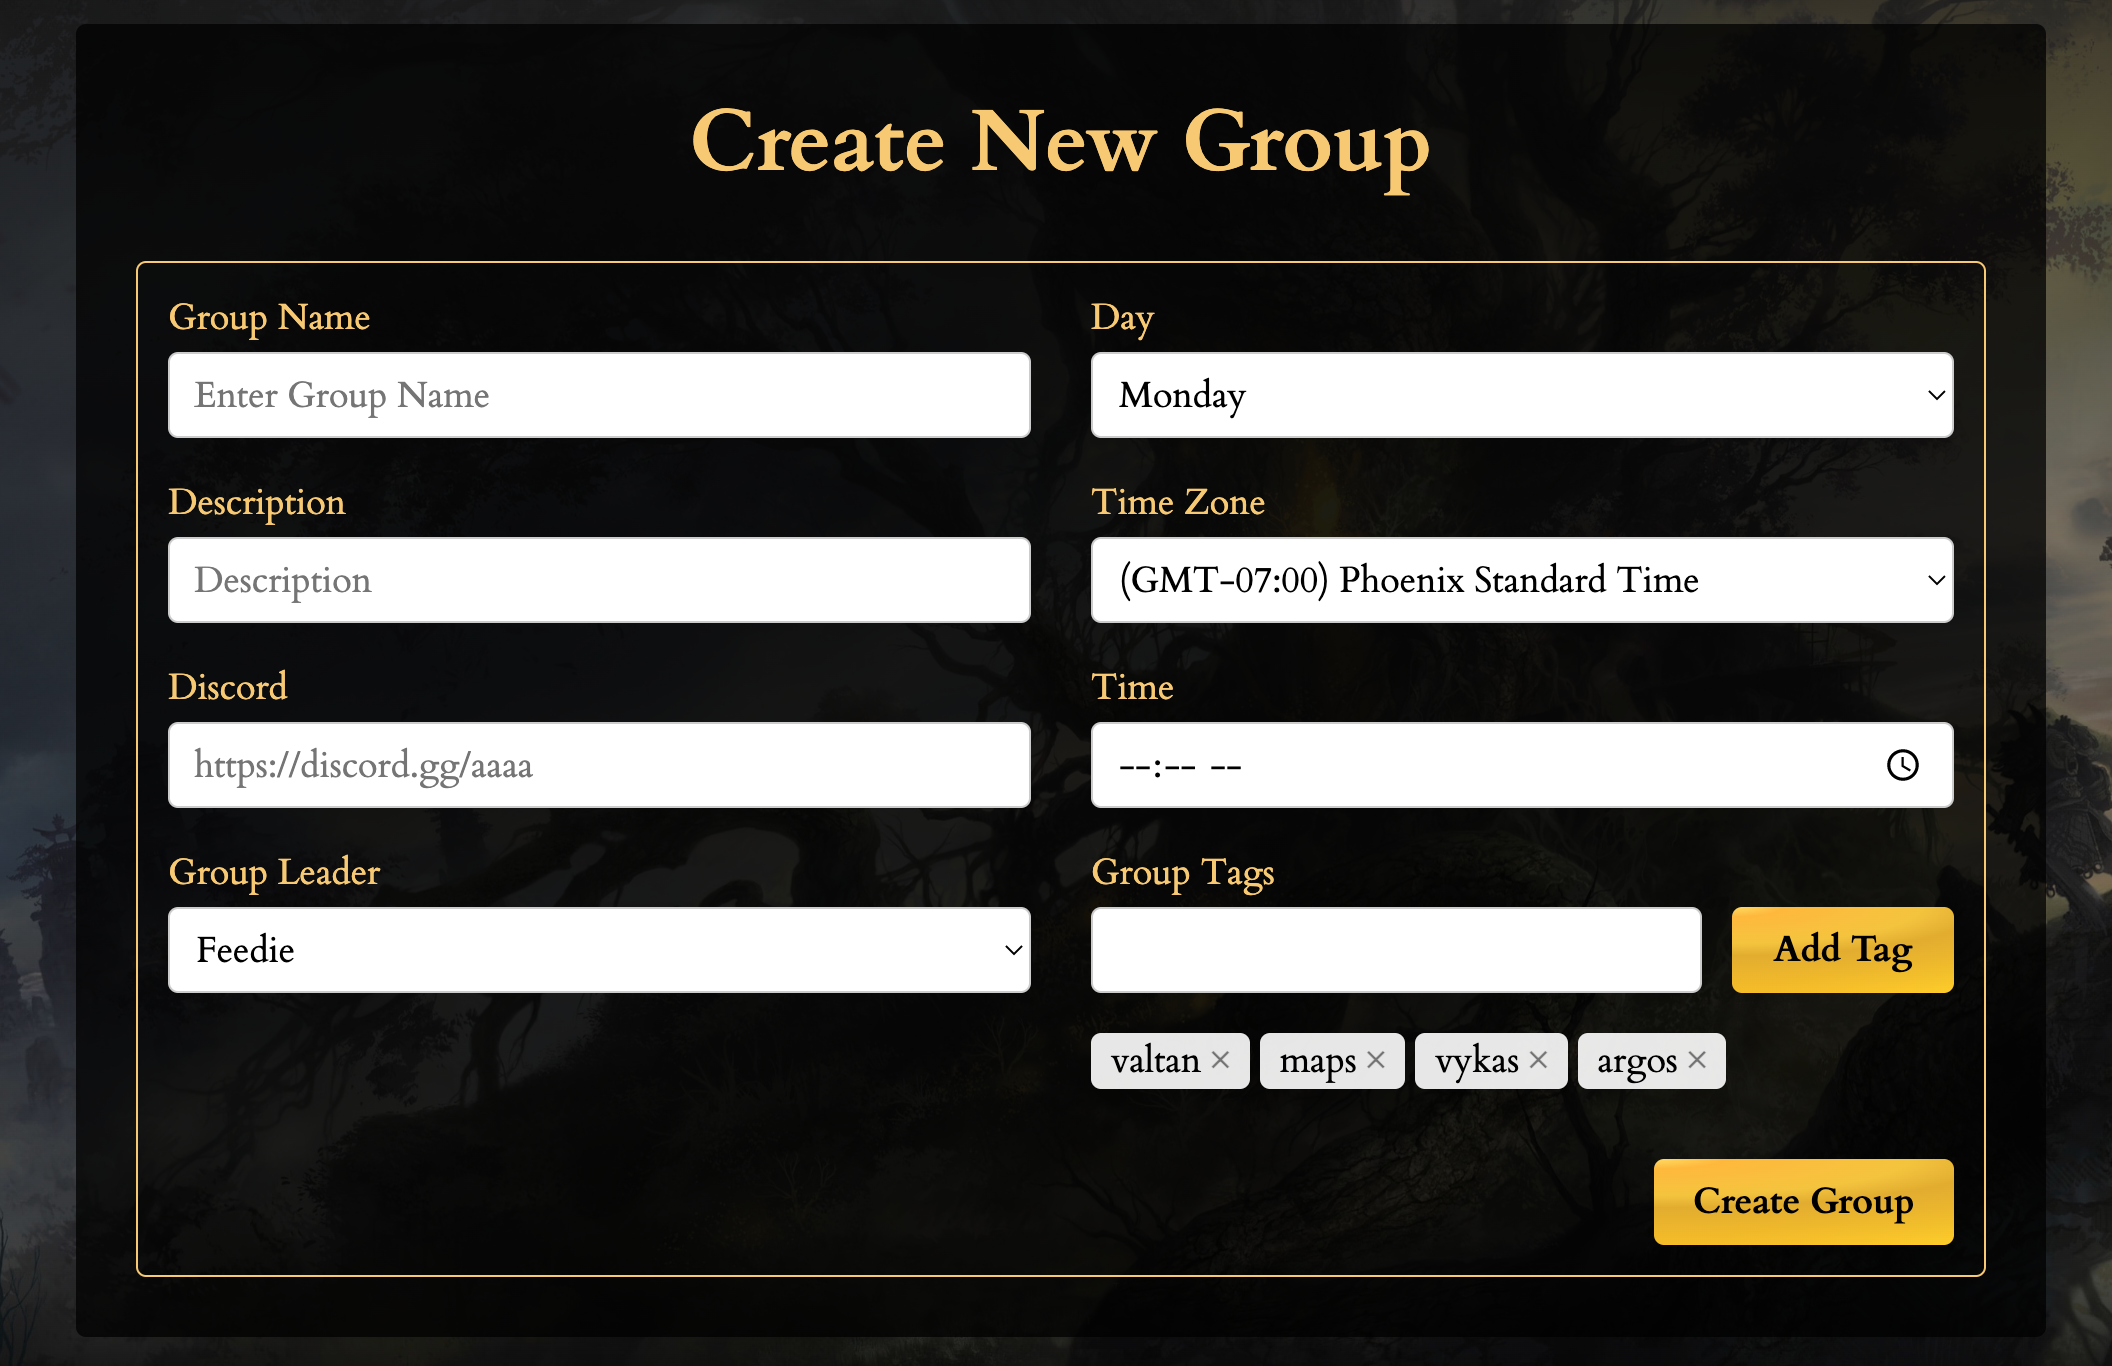 Create New Group
Group Name
Enter Group Name
Description
Description
Discord
https://discord.gg/aaaa
Group Leader
Feedie
Day
Monday
Time Zone
(GMT-07:00) Phoenix Standard Time
Time
--:-- --
Group Tags
Add Tag
valtan × maps × vykas × argos ×
Create Group